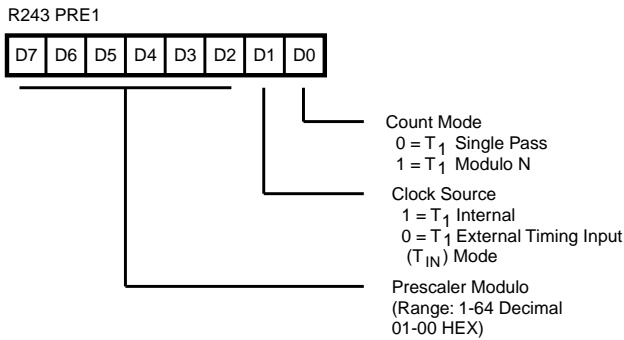 R243 PRE1
D7 D6 D5 D4 D3 D2 D1 D0
Count Mode
0 = T1 Single Pass
1 = T1 Modulo N
Clock Source
1 = T1 Internal
0 = T1 External Timing Input
(TIN) Mode
Prescaler Modulo
(Range: 1-64 Decimal
01-00 HEX)